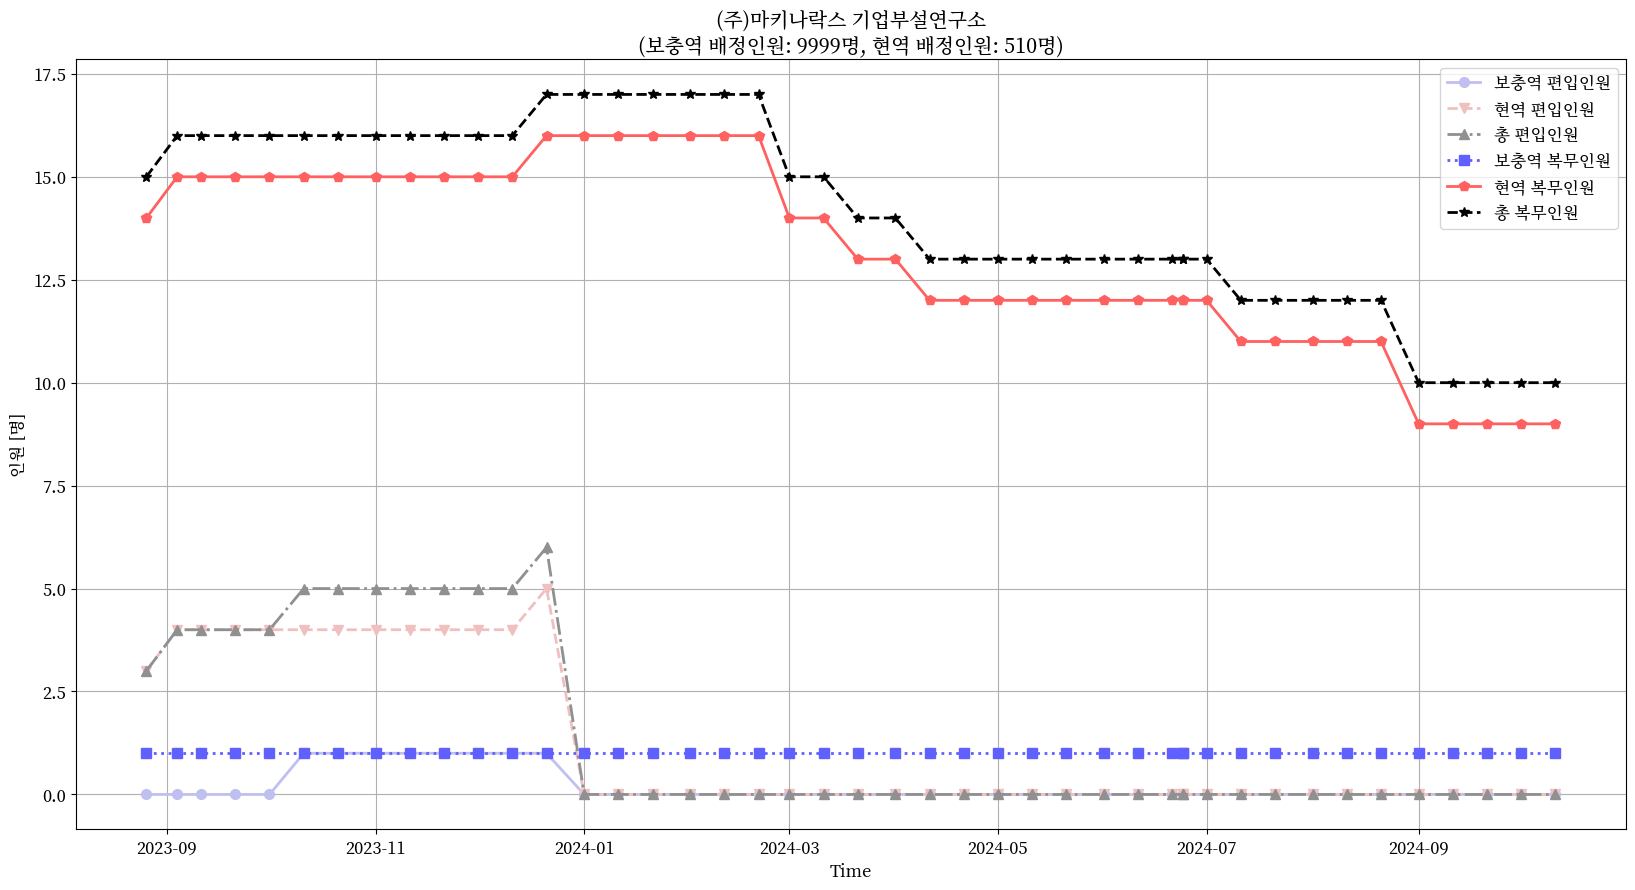 (주)마키나락스 기업부설연구소
(보충역 배정인원: 9999명, 현역 배정인원: 510명)
17.5
15.0
12.5
10.0
7.5
5.0
2.5
0.0
인원 [명]
보충역 편입인원
현역 편입인원
총 편입인원
보충역 복무인원
현역 복무인원
총 복무인원
2023-09
2023-11
2024-01
2024-03
2024-05
2024-07
2024-09
Time